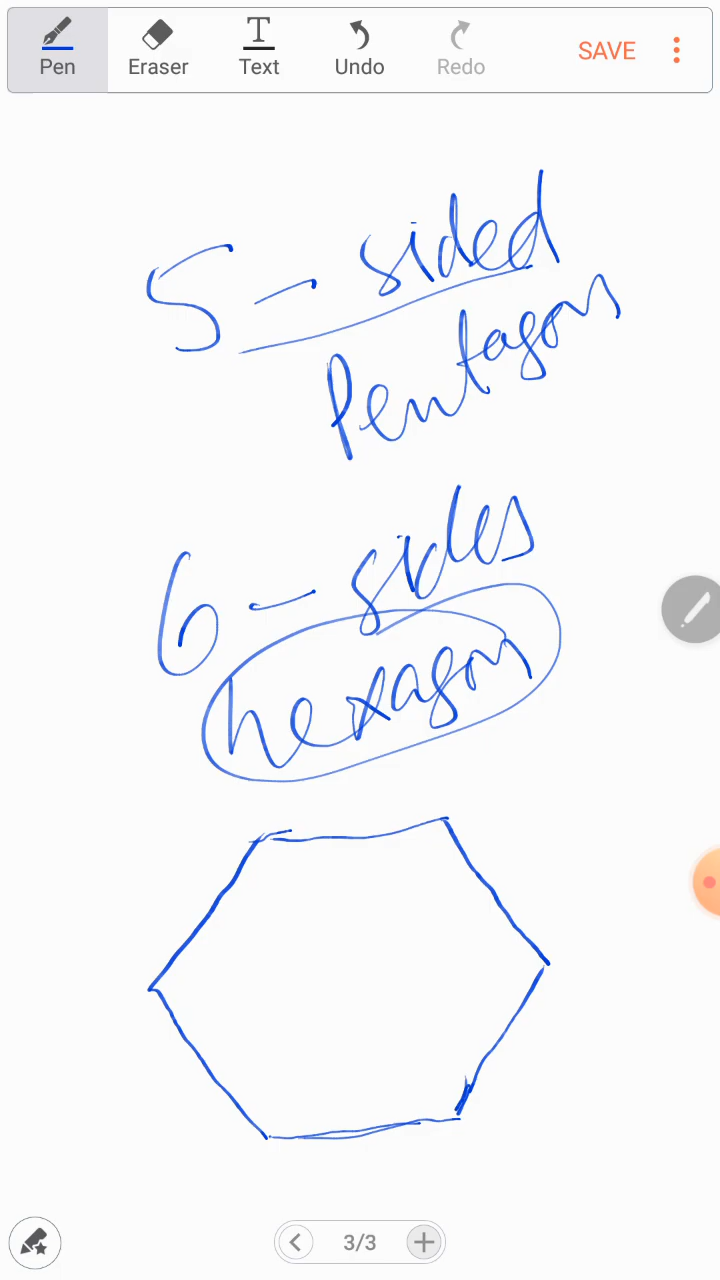 Pen Eraser Text Undo Redo SAVE
5 - sided
Pentagon
6 - sides
hexagon
3/3